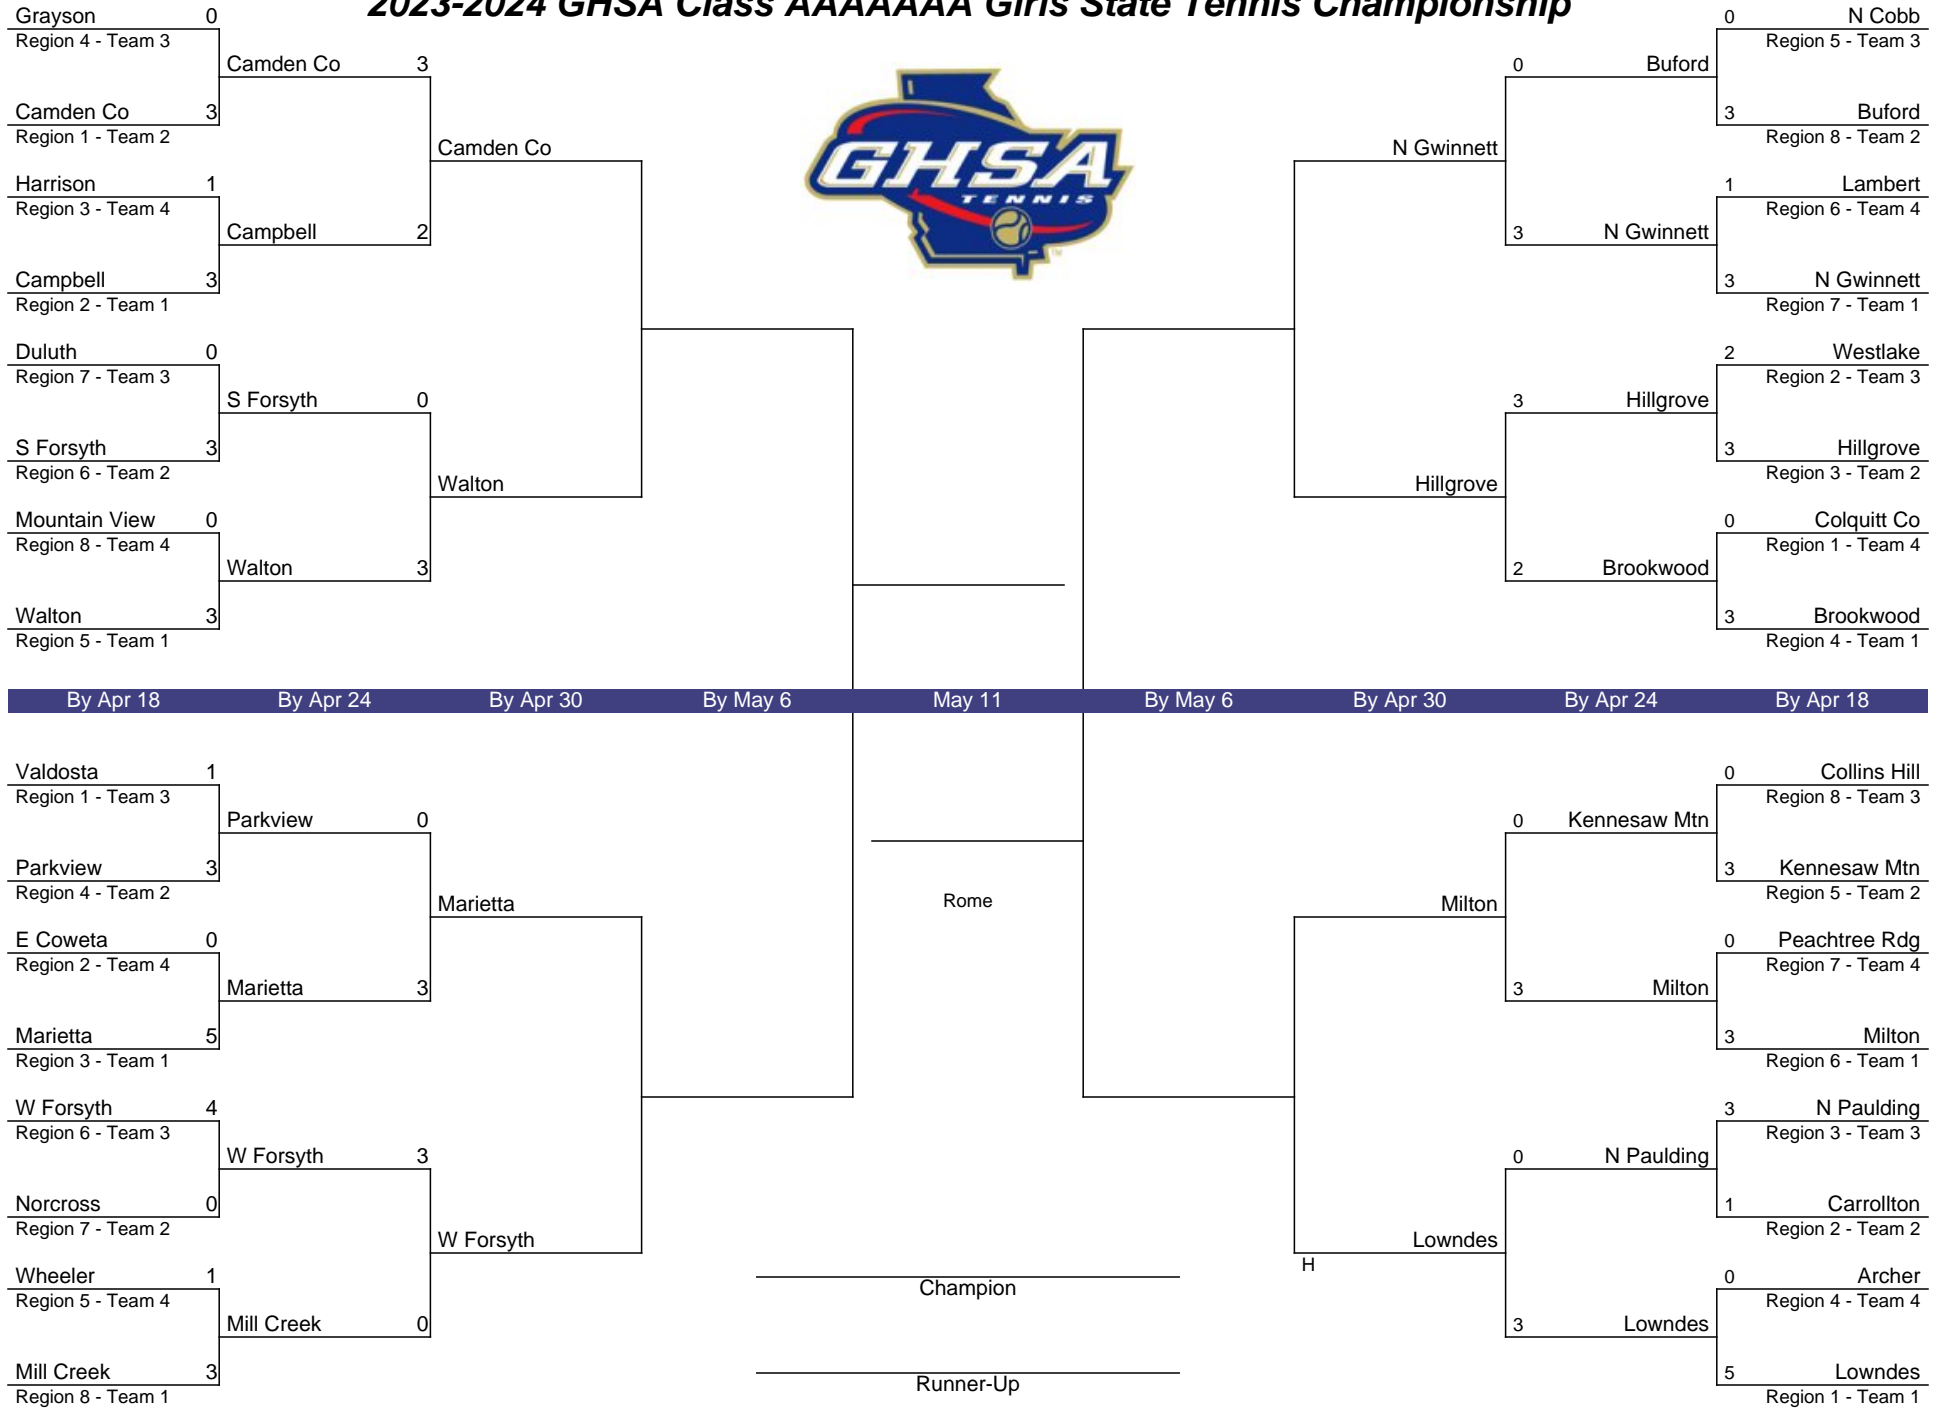 2023-2024 GHSA Class AAAAAAA Girls State Tennis Championship
GHSA
TENNIS
TM
Grayson 0
Region 4 - Team 3
Camden Co 3
Camden Co 3
Region 1 - Team 2
Camden Co
Harrison 1
Region 3 - Team 4
Campbell 2
Campbell 3
Region 2 - Team 1
Duluth 0
Region 7 - Team 3
S Forsyth 0
S Forsyth 3
Region 6 - Team 2
Walton
Mountain View 0
Region 8 - Team 4
Walton 3
Walton 3
Region 5 - Team 1
0 N Cobb
Region 5 - Team 3
0 Buford
3 Buford
Region 8 - Team 2
N Gwinnett
1 Lambert
Region 6 - Team 4
3 N Gwinnett
3 N Gwinnett
Region 7 - Team 1
2 Westlake
Region 2 - Team 3
3 Hillgrove
3 Hillgrove
Region 3 - Team 2
Hillgrove
0 Colquitt Co
Region 1 - Team 4
2 Brookwood
3 Brookwood
Region 4 - Team 1
By Apr 18 By Apr 24 By Apr 30 By May 6 May 11 By May 6 By Apr 30 By Apr 24 By Apr 18
Valdosta 1
Region 1 - Team 3
Parkview 0
Parkview 3
Region 4 - Team 2
Marietta
E Coweta 0
Region 2 - Team 4
Marietta 3
Marietta 5
Region 3 - Team 1
W Forsyth 4
Region 6 - Team 3
W Forsyth 3
Norcross 0
Region 7 - Team 2
W Forsyth
Wheeler 1
Region 5 - Team 4
Mill Creek 0
Mill Creek 3
Region 8 - Team 1
Rome
Champion
Runner-Up
0 Collins Hill
Region 8 - Team 3
0 Kennesaw Mtn
3 Kennesaw Mtn
Region 5 - Team 2
Milton
0 Peachtree Rdg
Region 7 - Team 4
3 Milton
3 Milton
Region 6 - Team 1
3 N Paulding
Region 3 - Team 3
0 N Paulding
1 Carrollton
Region 2 - Team 2
Lowndes
H
0 Archer
Region 4 - Team 4
3 Lowndes
5 Lowndes
Region 1 - Team 1